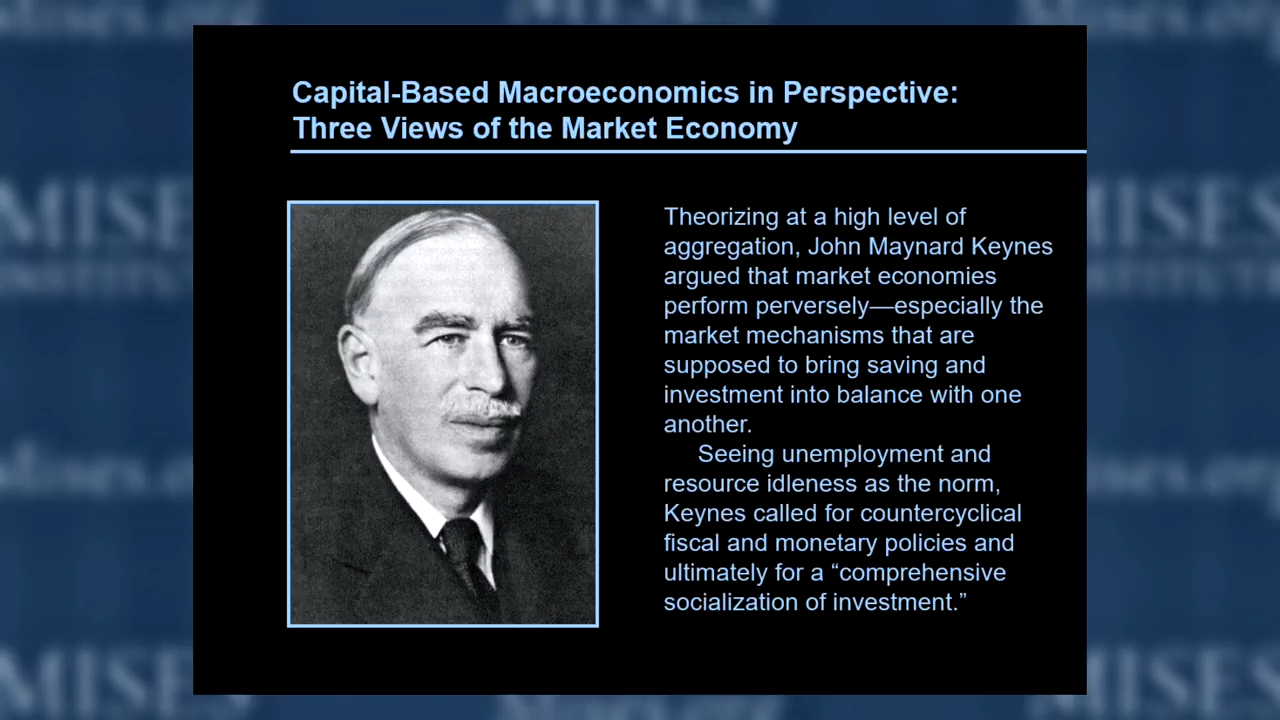 Capital-Based Macroeconomics in Perspective:
Three Views of the Market Economy
Theorizing at a high level of
aggregation, John Maynard Keynes
argued that market economies
perform perversely—especially the
market mechanisms that are
supposed to bring saving and
investment into balance with one
another.
Seeing unemployment and
resource idleness as the norm,
Keynes called for countercyclical
fiscal and monetary policies and
ultimately for a “comprehensive
socialization of investment.”